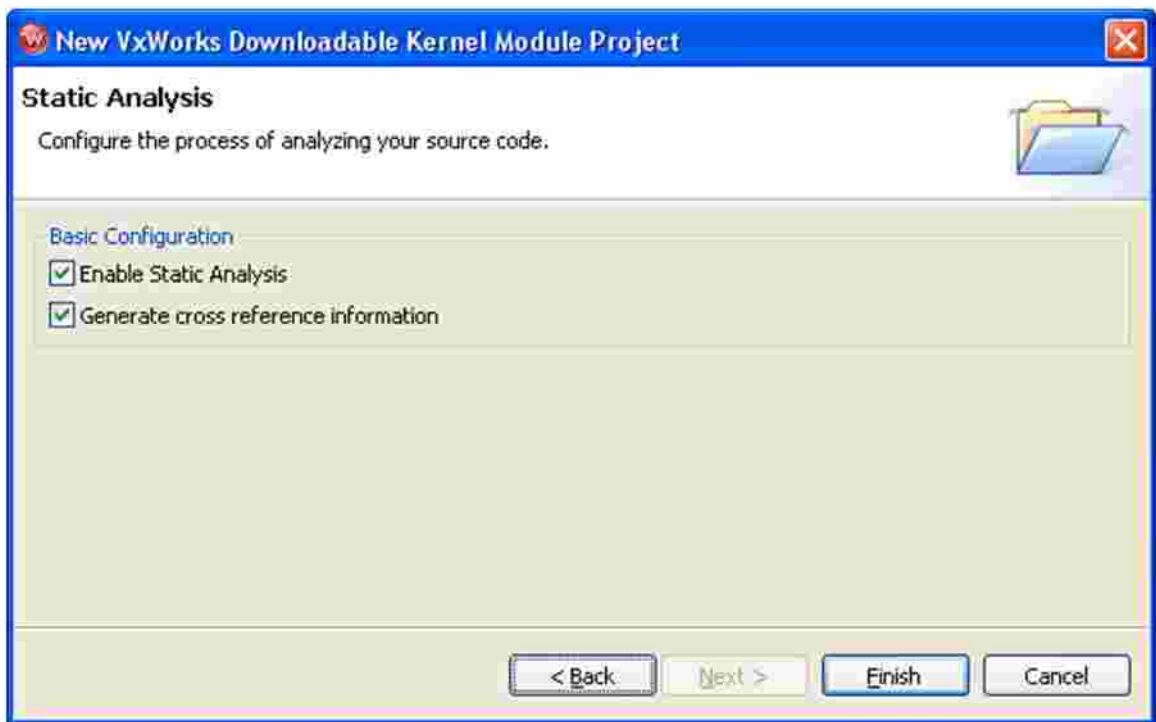 New VxWorks Downloadable Kernel Module Project
Static Analysis
Configure the process of analyzing your source code.
Basic Configuration
Enable Static Analysis
Generate cross reference information
< Back Next > Finish Cancel